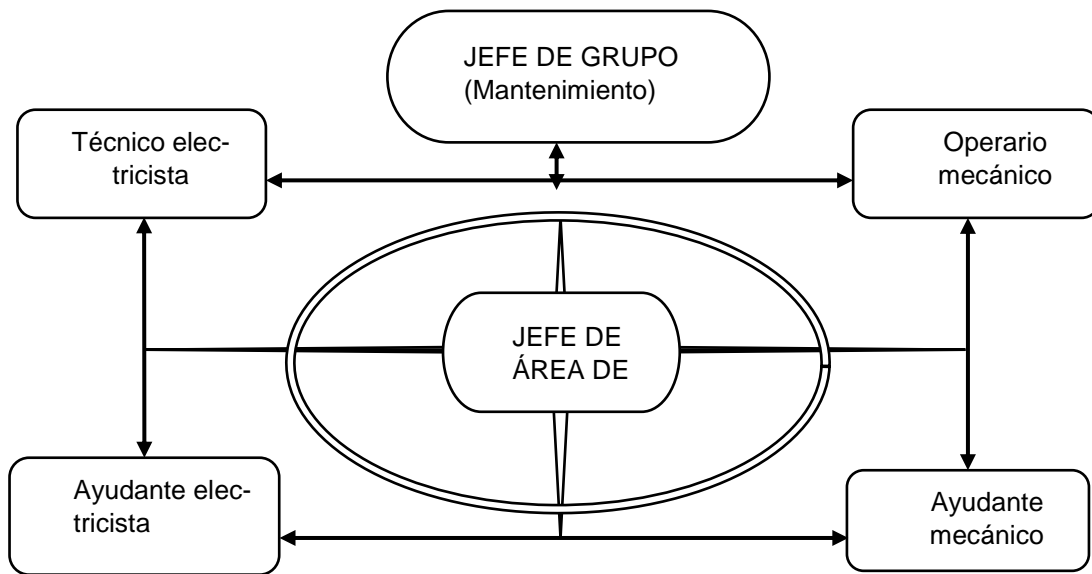 JEFE DE GRUPO
(Mantenimiento)
Técnico elec-
tricista
Operario
mecánico
JEFE DE
ÁREA DE
Ayudante elec-
tricista
Ayudante
mecánico